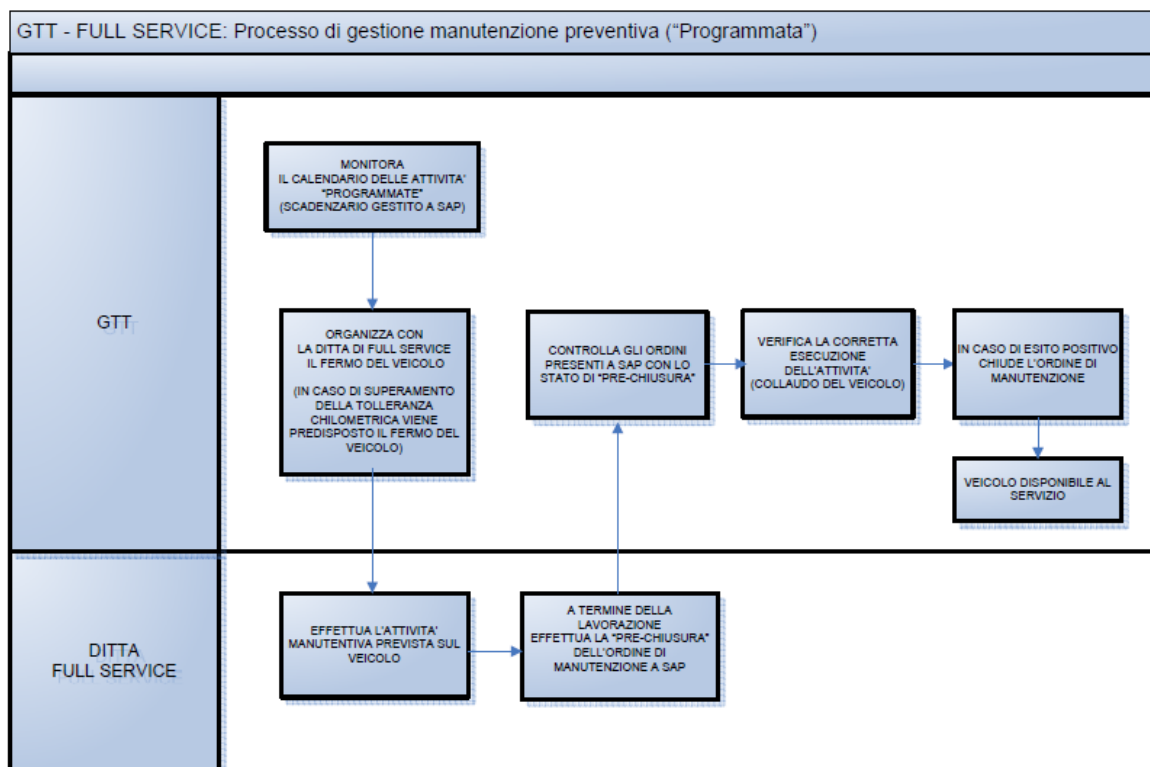 GTT - FULL SERVICE: Processo di gestione manutenzione preventiva (“Programmata”)
GTT
MONITORA
IL CALENDARIO DELLE ATTIVITA’
“PROGRAMMATE”
(SCADENZARIO GESTITO A SAP)
ORGANIZZA CON
LA DITTA DI FULL SERVICE
IL FERMO DEL VEICOLO
(IN CASO DI SUPERAMENTO
DELLA TOLLERANZA
CHILOMETRICA VIENE
PREDISPOSTO IL FERMO DEL
VEICOLO)
CONTROLLA GLI ORDINI
PRESENTI A SAP CON LO
STATO DI “PRE-CHIUSURA”
VERIFICA LA CORRETTA
ESECUZIONE
DELL’ATTIVITA’
(COLLAUDO DEL VEICOLO)
IN CASO DI ESITO POSITIVO
CHIUDE L’ORDINE DI
MANUTENZIONE
VEICOLO DISPONIBILE AL
SERVIZIO
DITTA
FULL SERVICE
EFFETTUA L’ATTIVITA’
MANUTENTIVA PREVISTA SUL
VEICOLO
A TERMINE DELLA
LAVORAZIONE
EFFETTUA LA “PRE-CHIUSURA”
DELL’ORDINE DI
MANUTENZIONE A SAP